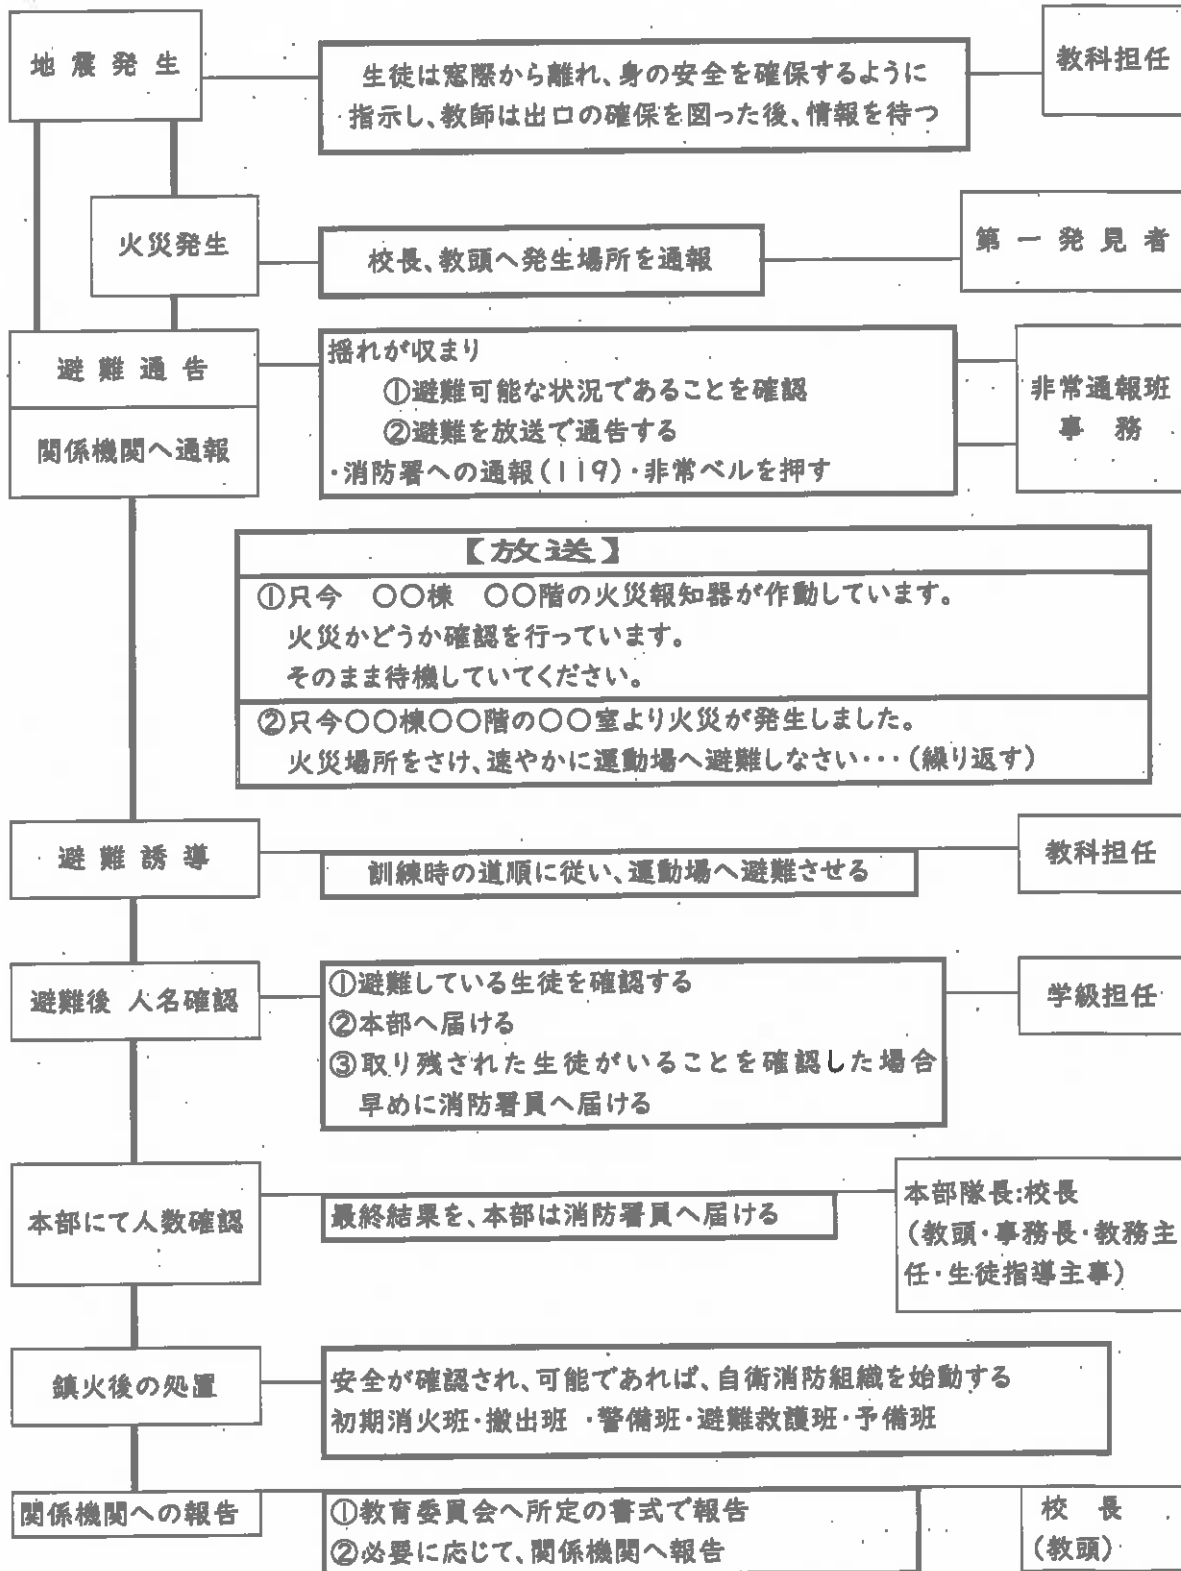 地震発生
生徒は窓際から離れ、身の安全を確保するように
指示し、教師は出口の確保を図った後、情報を待つ
教科担任
火災発生
校長、教頭へ発生場所を通報
第一発見者
避難通告
関係機関へ通報
揺れが収まり
①避難可能な状況であることを確認
②避難を放送で通告する
・消防署への通報(119)・非常ベルを押す
非常通報班
事務
【放送】
①只今　○○棟　○○階の火災報知器が作動しています。
火災かどうか確認を行っています。
そのまま待機していてください。
②只今○○棟○○階の○○室より火災が発生しました。
火災場所をさけ、速やかに運動場へ避難しなさい・・・(繰り返す)
避難誘導
訓練時の道順に従い、運動場へ避難させる
教科担任
避難後 人名確認
①避難している生徒を確認する
②本部へ届ける
③取り残された生徒がいることを確認した場合
早めに消防署員へ届ける
学級担任
本部にて人数確認
最終結果を、本部は消防署員へ届ける
本部隊長:校長
(教頭・事務長・教務主
任・生徒指導主事)
鎮火後の処置
安全が確認され、可能であれば、自衛消防組織を始動する
初期消火班・搬出班 ・警備班・避難救護班・予備班
関係機関への報告
①教育委員会へ所定の書式で報告
②必要に応じて、関係機関へ報告
校長
(教頭)